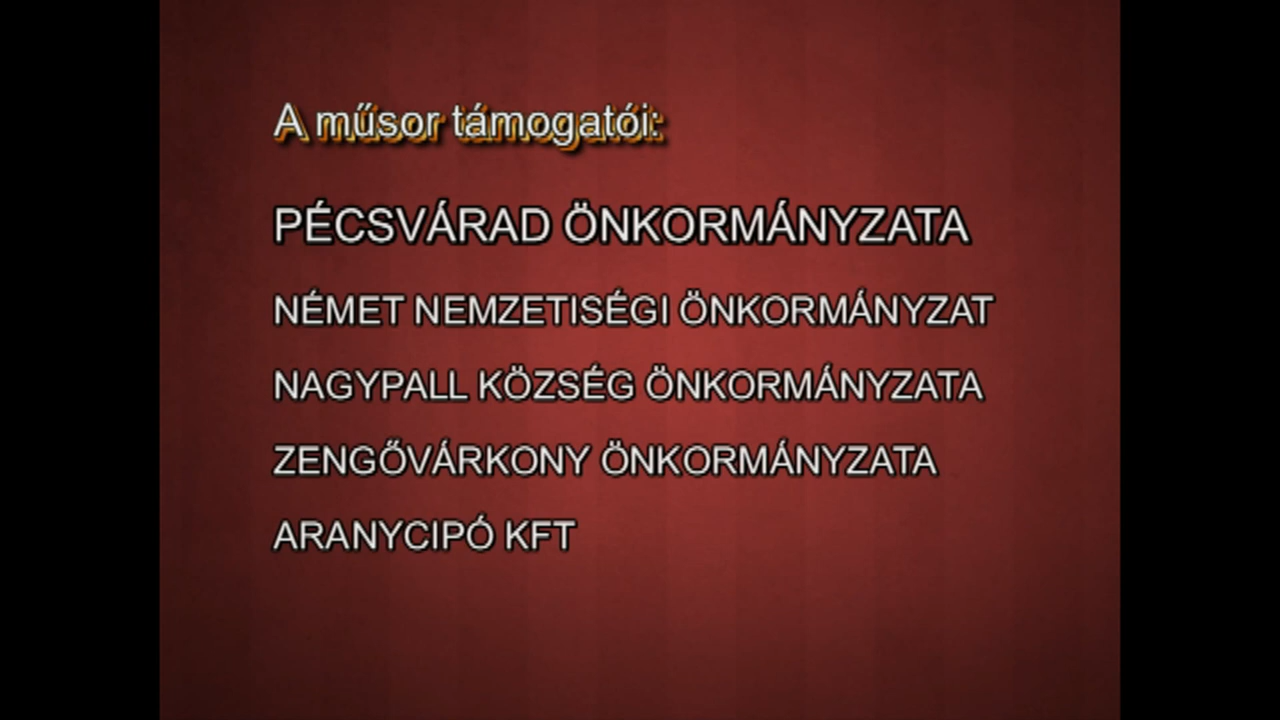 A műsor támogatói:
PÉCSVÁRAD ÖNKORMÁNYZATA
NÉMET NEMZETISÉGI ÖNKORMÁNYZAT
NAGYPALL KÖZSÉG ÖNKORMÁNYZATA
ZENGŐVÁRKONY ÖNKORMÁNYZATA
ARANYCIPÓ KFT